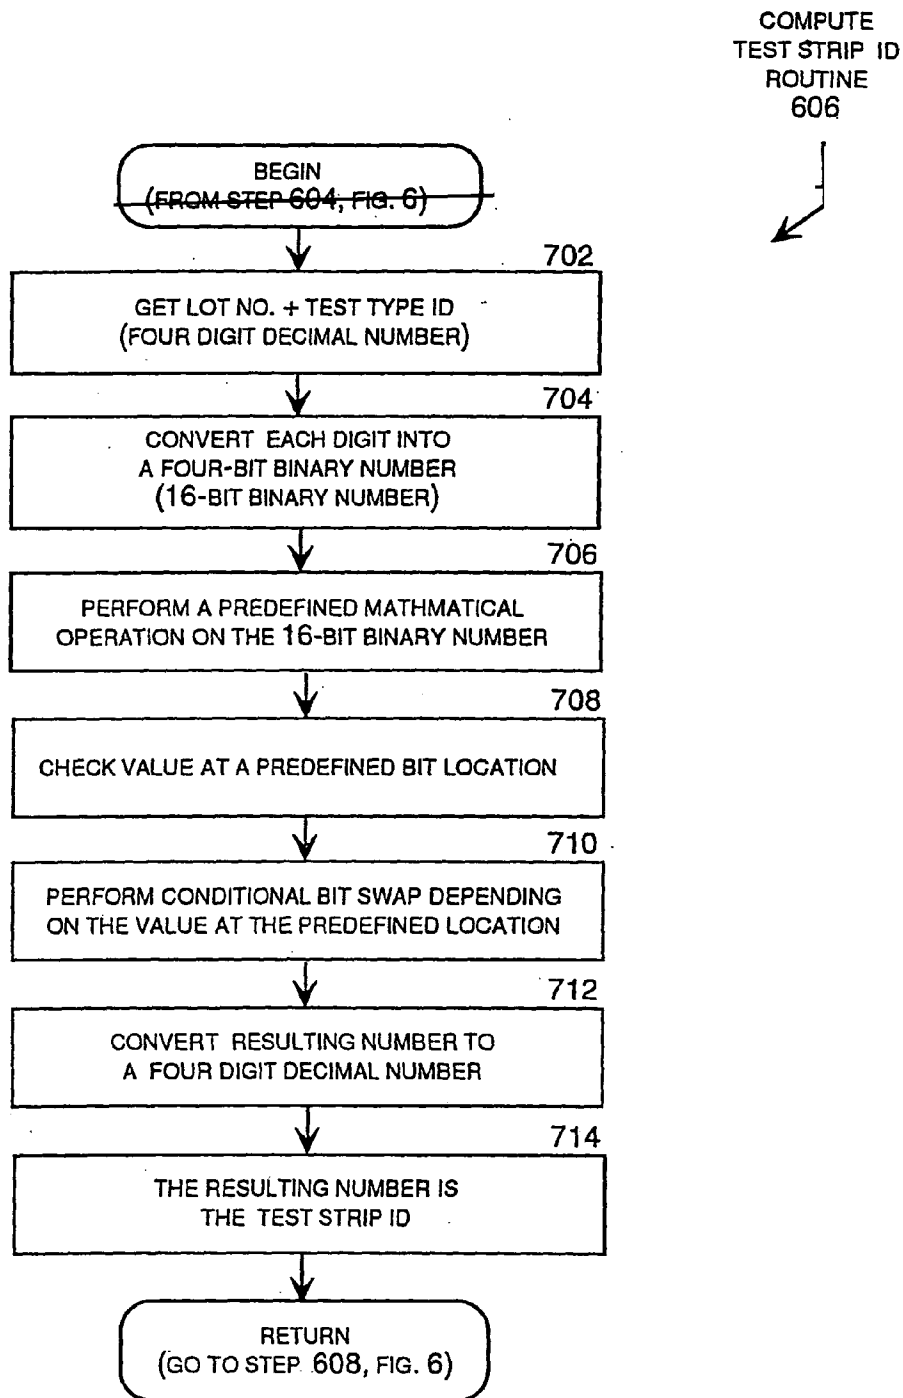 COMPUTE
TEST STRIP ID
ROUTINE
606
BEGIN
(FROM STEP 604, FIG. 6)
702
GET LOT NO. + TEST TYPE ID
(FOUR DIGIT DECIMAL NUMBER)
704
CONVERT EACH DIGIT INTO
A FOUR-BIT BINARY NUMBER
(16-BIT BINARY NUMBER)
706
PERFORM A PREDEFINED MATHMATICAL
OPERATION ON THE 16-BIT BINARY NUMBER
708
CHECK VALUE AT A PREDEFINED BIT LOCATION
710
PERFORM CONDITIONAL BIT SWAP DEPENDING
ON THE VALUE AT THE PREDEFINED LOCATION
712
CONVERT RESULTING NUMBER TO
A FOUR DIGIT DECIMAL NUMBER
714
THE RESULTING NUMBER IS
THE TEST STRIP ID
RETURN
(GO TO STEP 608, FIG. 6)